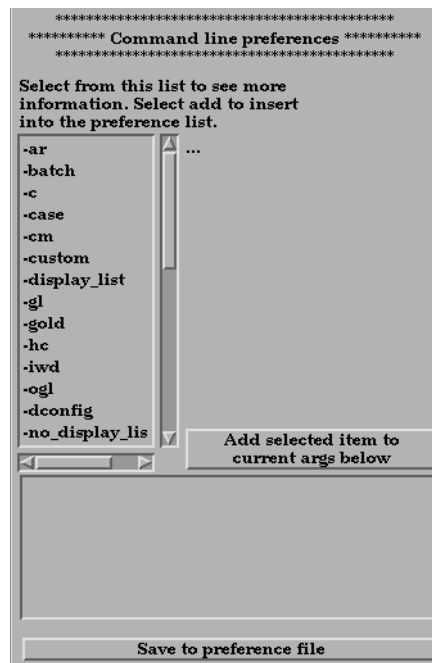 ********************************************
********** Command line preferences **********
********************************************
Select from this list to see more
information. Select add to insert
into the preference list.
-ar
...
-batch
-c
-case
-cm
-custom
-display_list
-gl
-gold
-hc
-iwd
-ogl
-dconfig
-no_display_lis
Add selected item to
current args below
Save to preference file